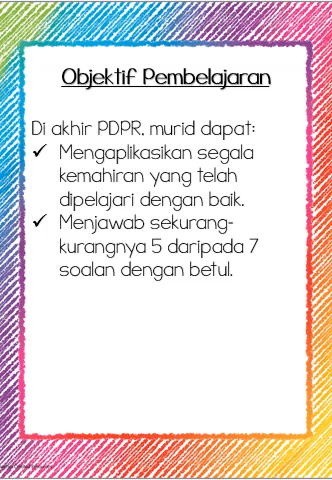 Objektif Pembelajaran
Di akhir PDPR, murid dapat:
✓ Mengaplikasikan segala
kemahiran yang telah
dipelajari dengan baik.
✓ Menjawab sekurang-
kurangnya 5 daripada 7
soalan dengan betul.